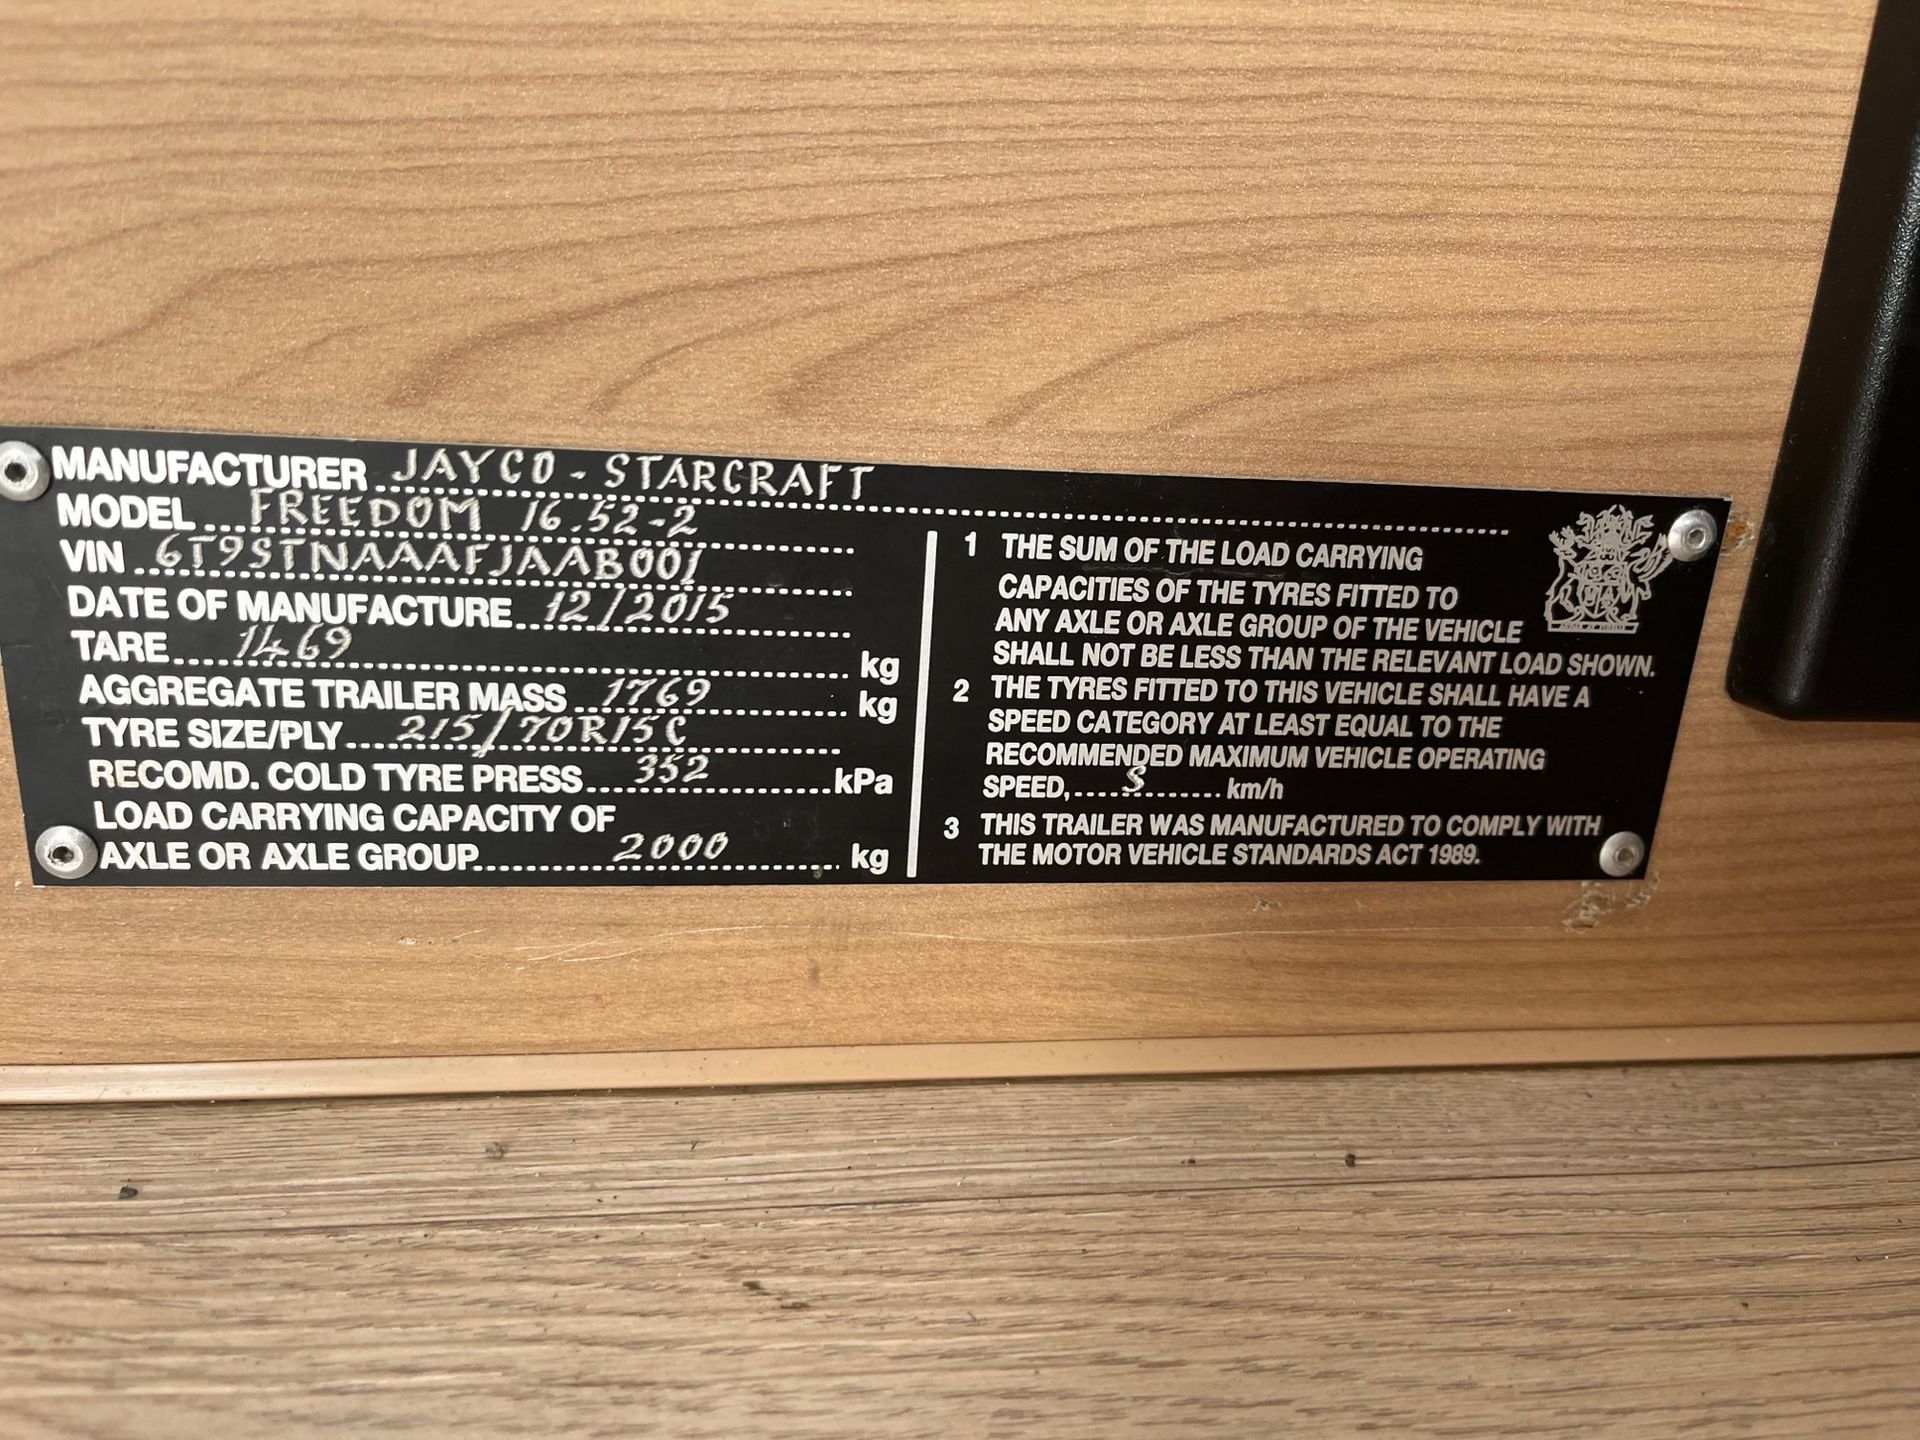 MANUFACTURER JAYCO - STARCRAFT
MODEL FREEDOM 16.52-2
VIN 6T9STNAAAFJAAB001
DATE OF MANUFACTURE 12/2015
TARE 1469 kg
AGGREGATE TRAILER MASS 1769 kg
TYRE SIZE/PLY 215/70R15C
RECOMD. COLD TYRE PRESS 352 kPa
LOAD CARRYING CAPACITY OF
AXLE OR AXLE GROUP 2000 kg
1 THE SUM OF THE LOAD CARRYING
CAPACITIES OF THE TYRES FITTED TO
ANY AXLE OR AXLE GROUP OF THE VEHICLE
SHALL NOT BE LESS THAN THE RELEVANT LOAD SHOWN.
2 THE TYRES FITTED TO THIS VEHICLE SHALL HAVE A
SPEED CATEGORY AT LEAST EQUAL TO THE
RECOMMENDED MAXIMUM VEHICLE OPERATING
SPEED, S km/h
3 THIS TRAILER WAS MANUFACTURED TO COMPLY WITH
THE MOTOR VEHICLE STANDARDS ACT 1989.